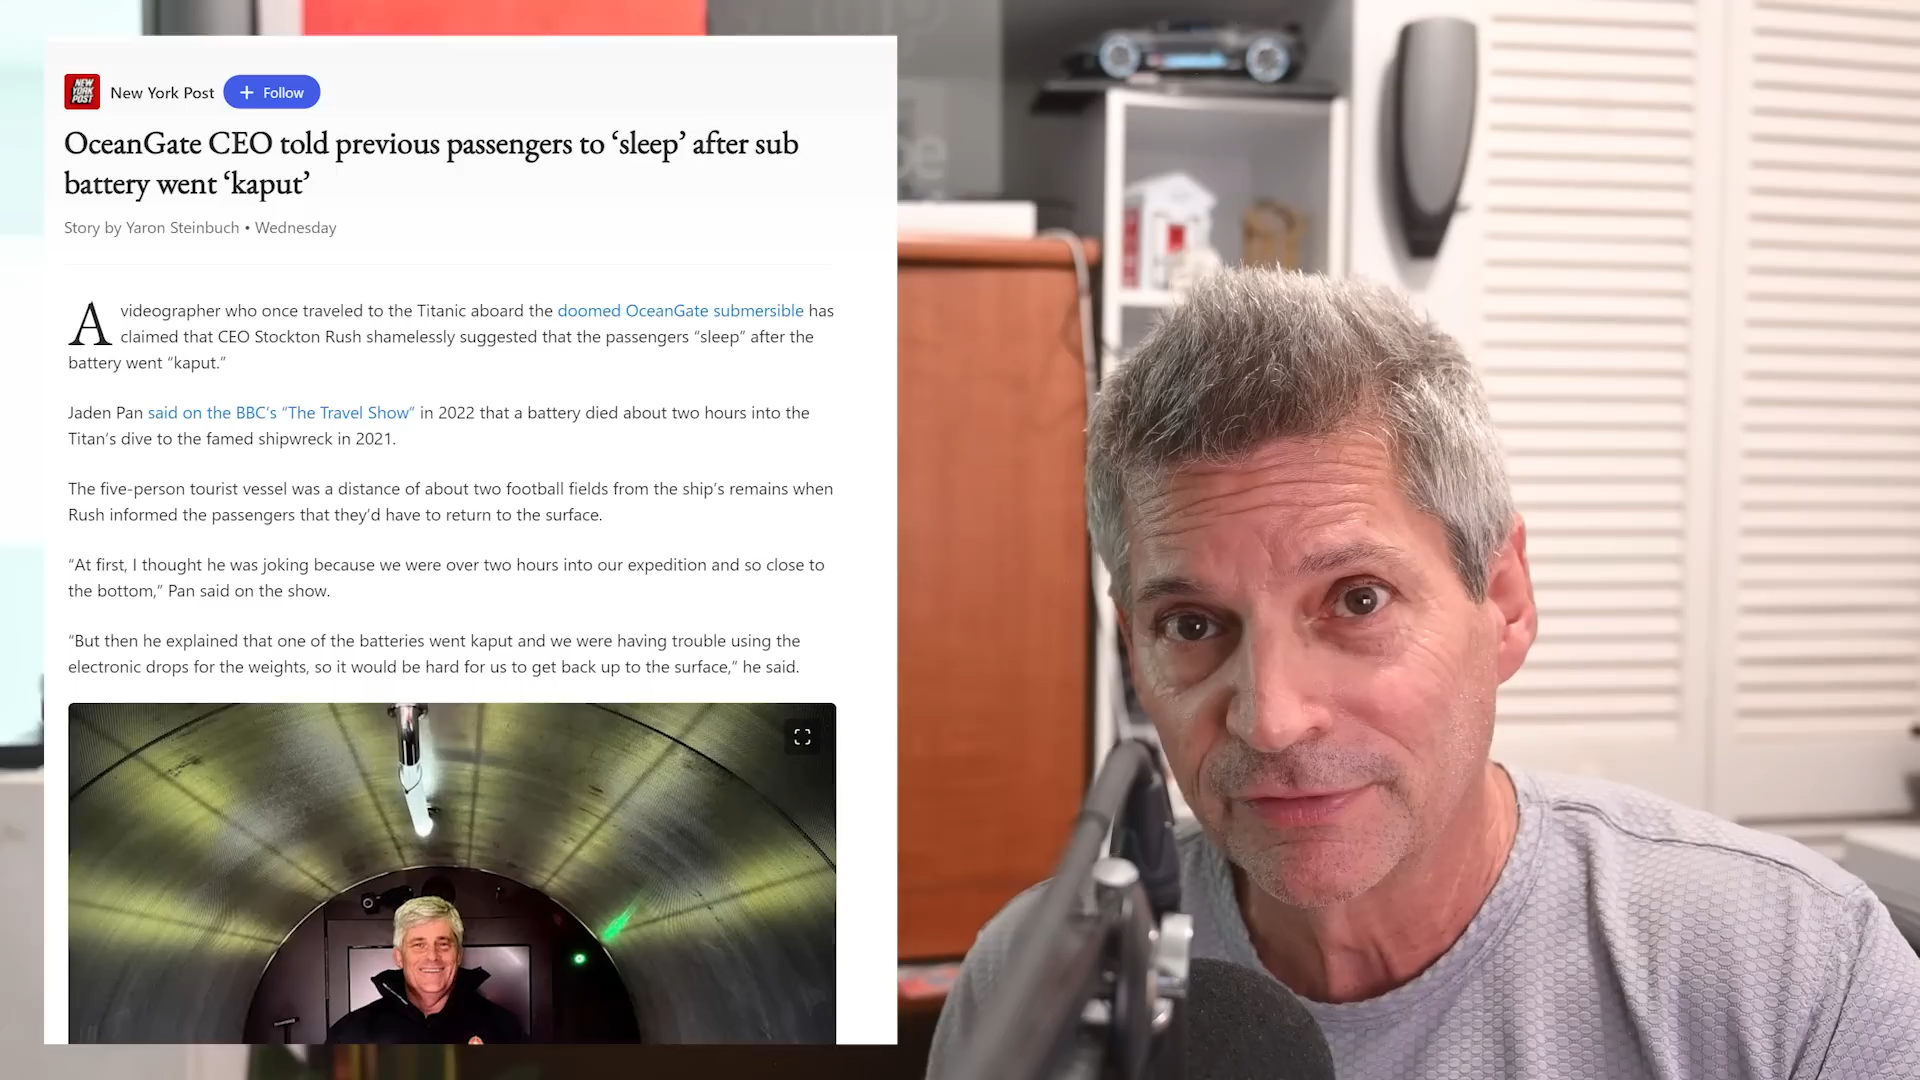 NEW
YORK
POST
New York Post
+ Follow
OceanGate CEO told previous passengers to ‘sleep’ after sub
battery went ‘kaput’
Story by Yaron Steinbuch • Wednesday
A videographer who once traveled to the Titanic aboard the doomed OceanGate submersible has
claimed that CEO Stockton Rush shamelessly suggested that the passengers “sleep” after the
battery went “kaput.”
Jaden Pan said on the BBC’s “The Travel Show” in 2022 that a battery died about two hours into the
Titan’s dive to the famed shipwreck in 2021.
The five-person tourist vessel was a distance of about two football fields from the ship’s remains when
Rush informed the passengers that they’d have to return to the surface.
“At first, I thought he was joking because we were over two hours into our expedition and so close to
the bottom,” Pan said on the show.
“But then he explained that one of the batteries went kaput and we were having trouble using the
electronic drops for the weights, so it would be hard for us to get back up to the surface,” he said.